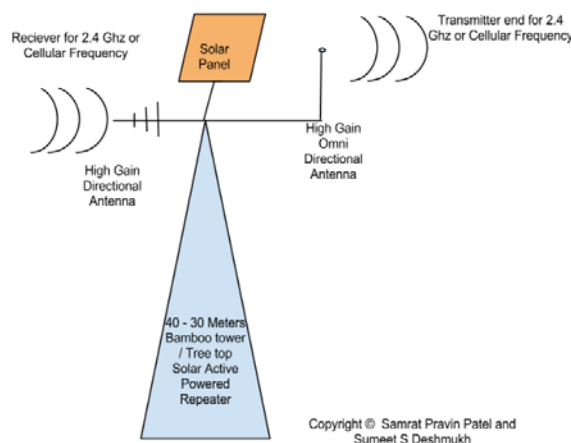 Reciever for 2.4 Ghz or
Cellular Frequency
Solar
Panel
Transmitter end for 2.4
Ghz or Cellular Frequency
High Gain
Directional
Antenna
High Gain
Omni
Directional
Antenna
40 - 30 Meters
Bamboo tower
/ Tree top
Solar Active
Powered
Repeater
Copyright © Samrat Pravin Patel and
Sumeet S Deshmukh